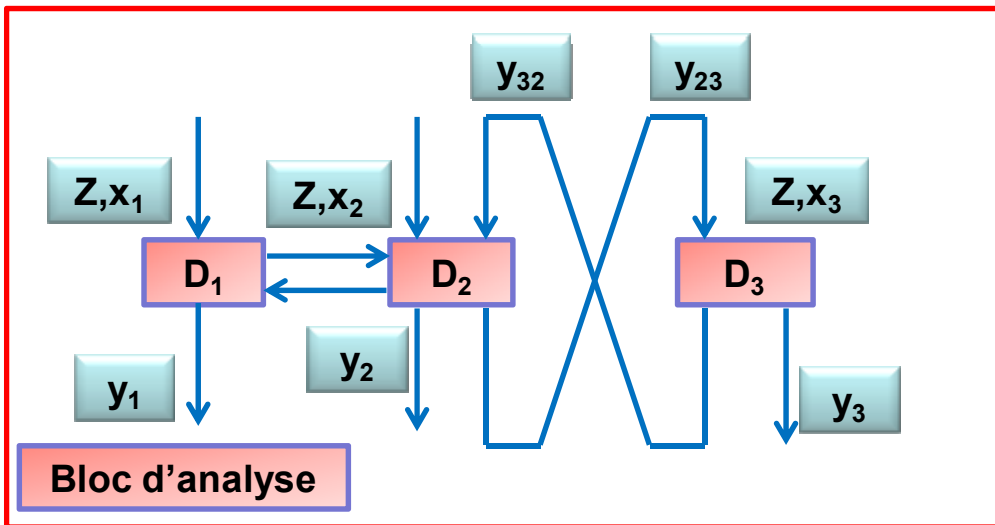 y₃₂
y₂₃
Z,x₁
Z,x₂
Z,x₃
D₁
D₂
D₃
y₁
y₂
y₃
Bloc d’analyse